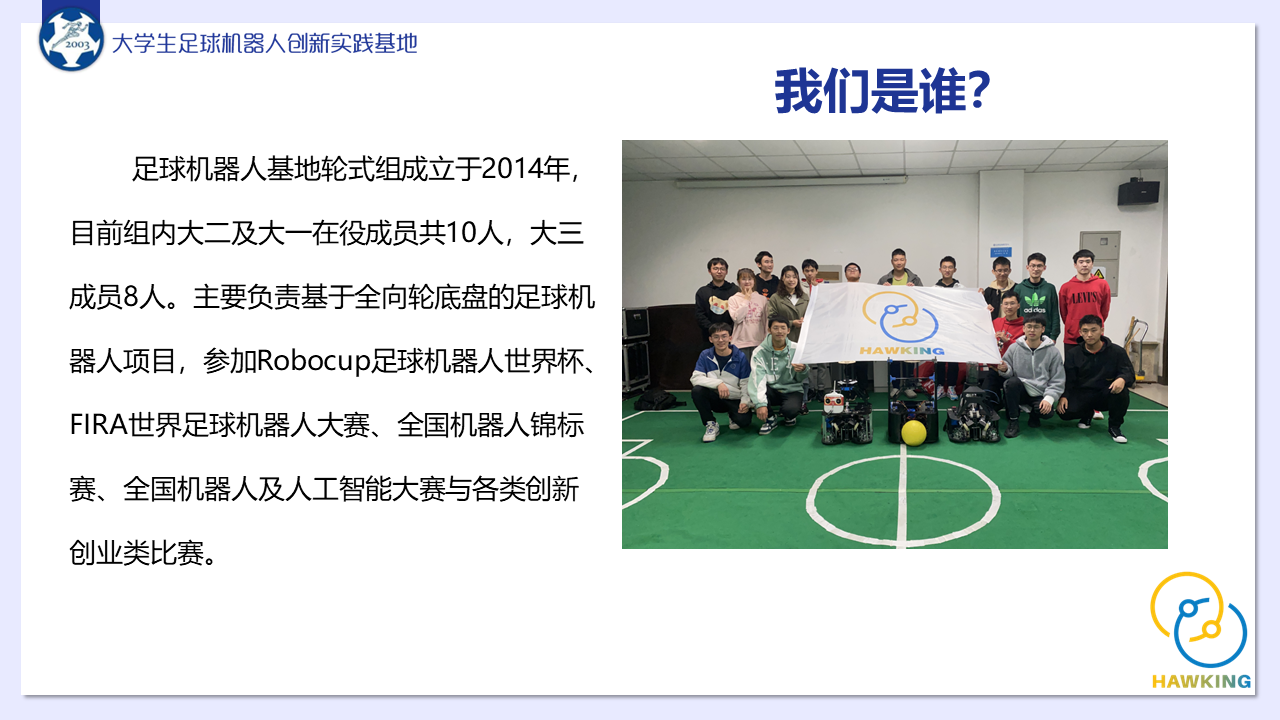 2003
大学生足球机器人创新实践基地
我们是谁？
足球机器人基地轮式组成立于2014年，
目前组内大二及大一在役成员共10人，大三
成员8人。主要负责基于全向轮底盘的足球机
器人项目，参加Robocup足球机器人世界杯、
FIRA世界足球机器人大赛、全国机器人锦标
赛、全国机器人及人工智能大赛与各类创新
创业类比赛。
HAWKING
adidas
LEVI'S
HAWKING